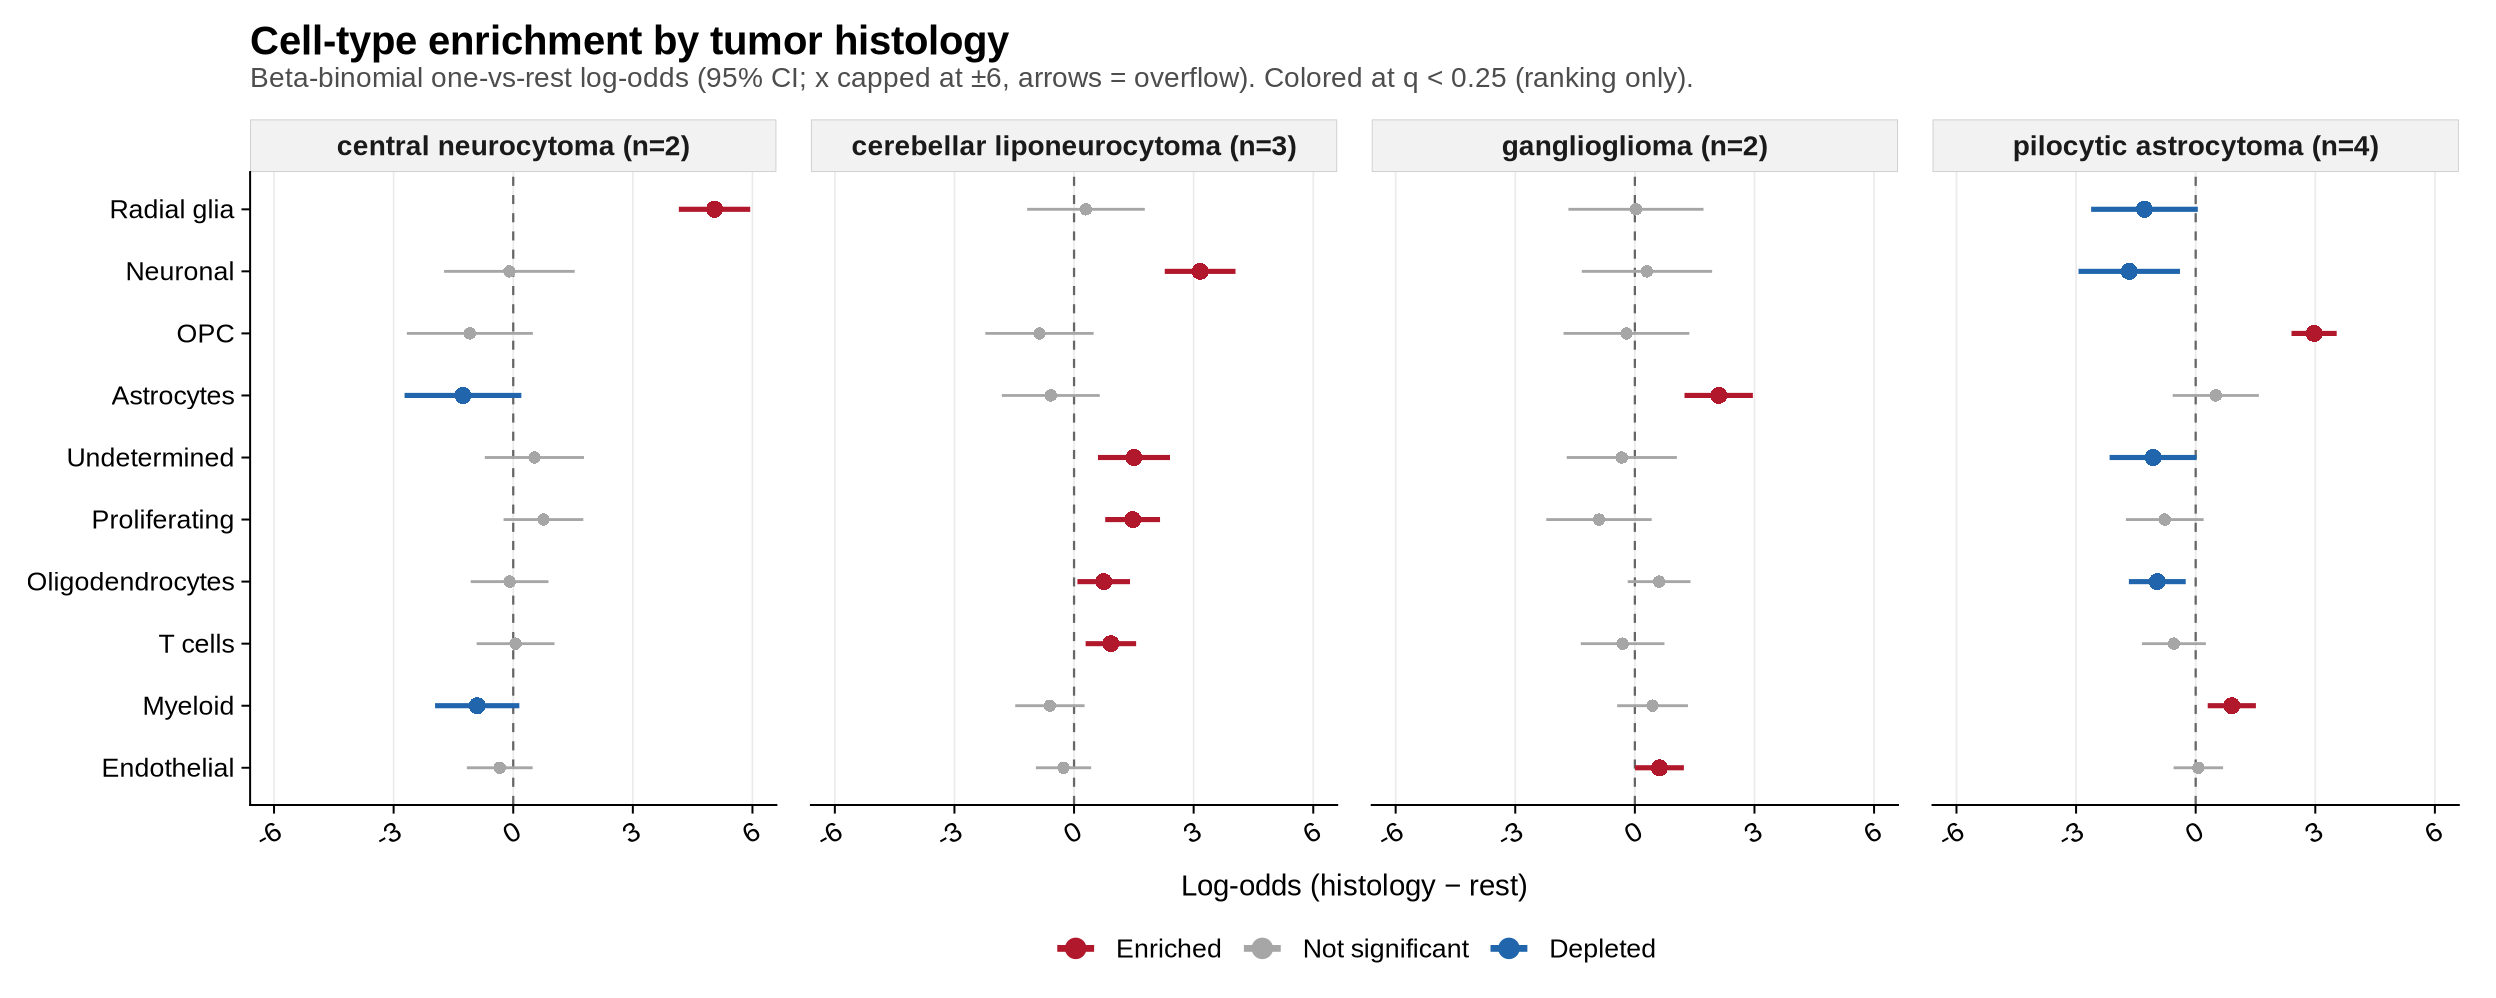 Cell-type enrichment by tumor histology
Beta-binomial one-vs-rest log-odds (95% CI; x capped at ±6, arrows = overflow). Colored at q < 0.25 (ranking only).
central neurocytoma (n=2)
cerebellar liponeurocytoma (n=3)
ganglioglioma (n=2)
pilocytic astrocytoma (n=4)
Radial glia
Neuronal
OPC
Astrocytes
Undetermined
Proliferating
Oligodendrocytes
T cells
Myeloid
Endothelial
-6 -3 0 3 6
-6 -3 0 3 6
-6 -3 0 3 6
-6 -3 0 3 6
Log-odds (histology − rest)
Enriched Not significant Depleted